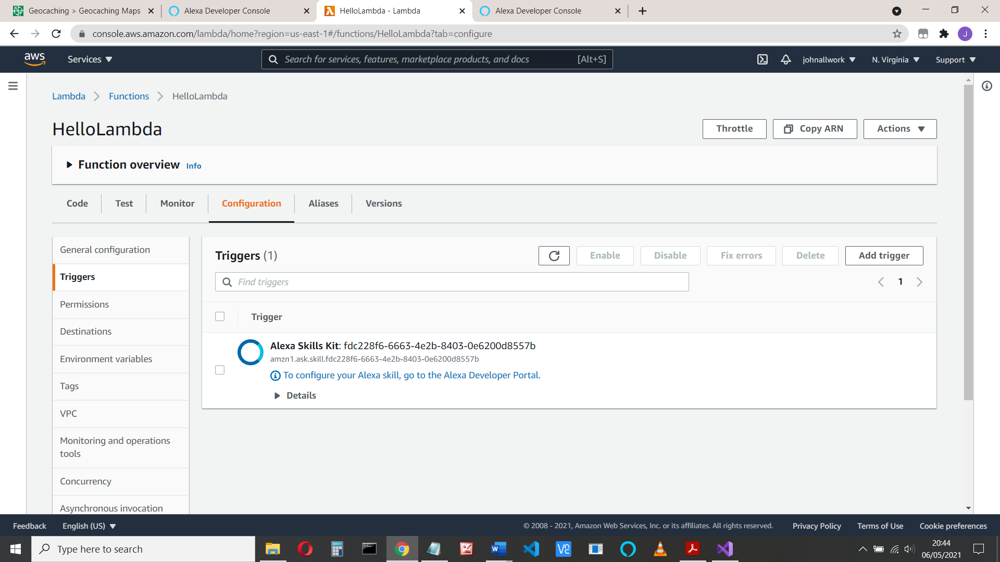 Geocaching > Geocaching Maps
Alexa Developer Console
HelloLambda - Lambda
Alexa Developer Console
console.aws.amazon.com/lambda/home?region=us-east-1#/functions/HelloLambda?tab=configure
J
aws
Services
Search for services, features, marketplace products, and docs
[Alt+S]
johnallwork
N. Virginia
Support
Lambda
Functions
HelloLambda
HelloLambda
Throttle
Copy ARN
Actions
Function overview Info
Code
Test
Monitor
Configuration
Aliases
Versions
General configuration
Triggers
Permissions
Destinations
Environment variables
Tags
VPC
Monitoring and operations
tools
Concurrency
Asynchronous invocation
Triggers (1)
Enable
Disable
Fix errors
Delete
Add trigger
Find triggers
1
Trigger
Alexa Skills Kit: fdc228f6-6663-4e2b-8403-0e6200d8557b
amzn1.ask.skill.fdc228f6-6663-4e2b-8403-0e6200d8557b
To configure your Alexa skill, go to the Alexa Developer Portal.
Details
Feedback
English (US)
© 2008 - 2021, Amazon Web Services, Inc. or its affiliates. All rights reserved.
Privacy Policy
Terms of Use
Cookie preferences
Type here to search
20:44
06/05/2021